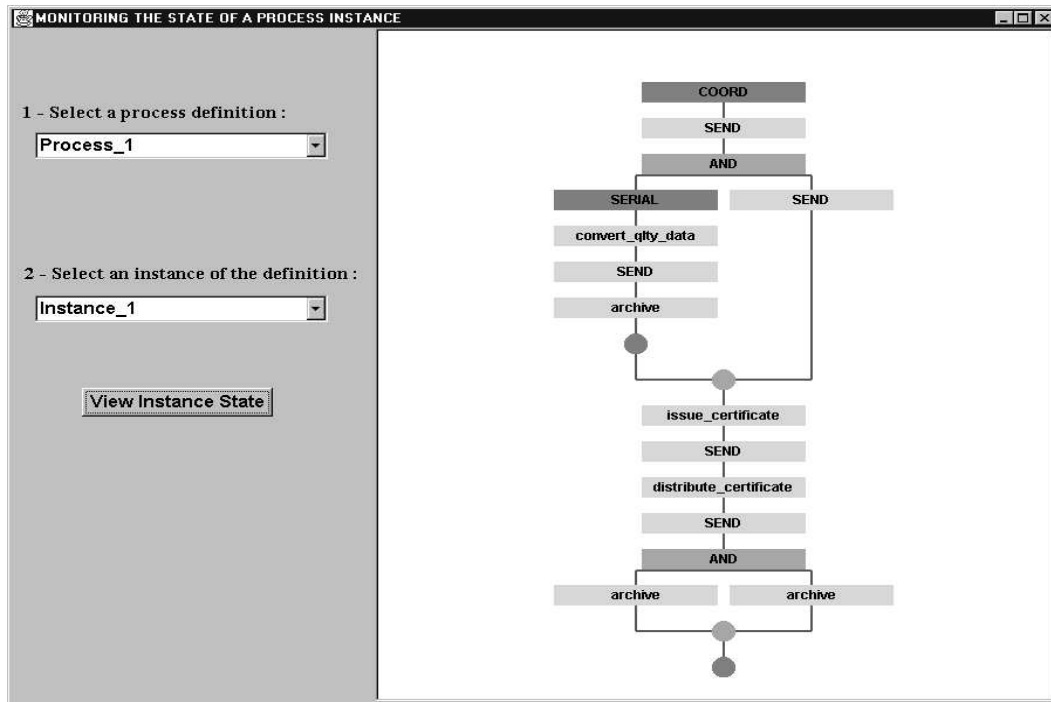 MONITORING THE STATE OF A PROCESS INSTANCE
1 - Select a process definition :
Process_1
2 - Select an instance of the definition :
Instance_1
View Instance State
COORD
SEND
AND
SERIAL
SEND
convert_qlty_data
SEND
archive
issue_certificate
SEND
distribute_certificate
SEND
AND
archive
archive